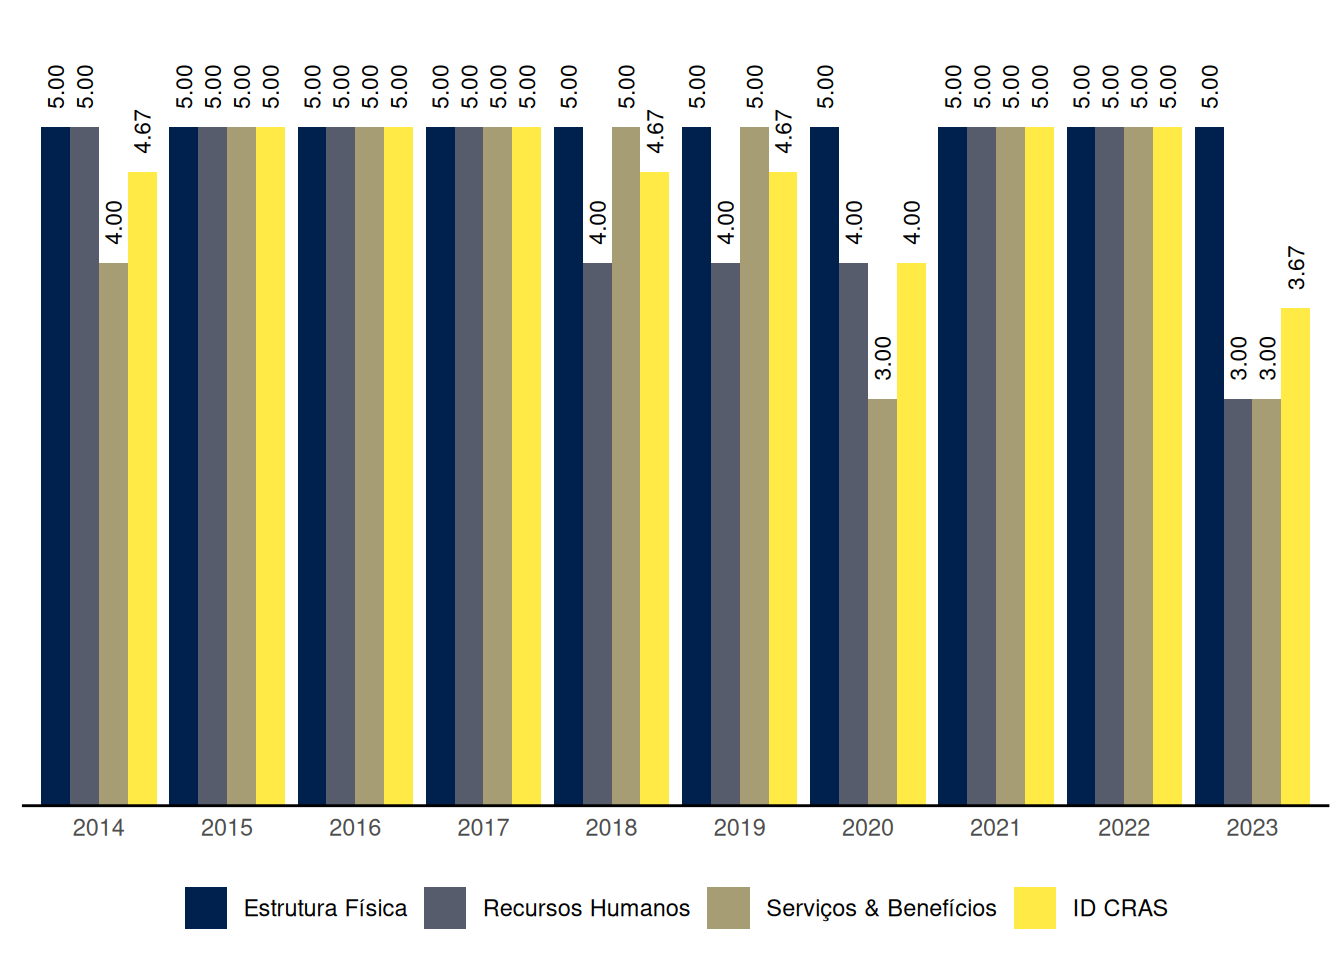 5.00 5.00 4.00 4.67 5.00 5.00 5.00 5.00 5.00 5.00 5.00 5.00 5.00 5.00 5.00 5.00 5.00 4.00 5.00 4.67 5.00 4.00 5.00 4.67 5.00 4.00 3.00 4.00 5.00 5.00 5.00 5.00 5.00 5.00 5.00 5.00 5.00 3.00 3.00 3.67
2014 2015 2016 2017 2018 2019 2020 2021 2022 2023
Estrutura Física Recursos Humanos Serviços & Benefícios ID CRAS